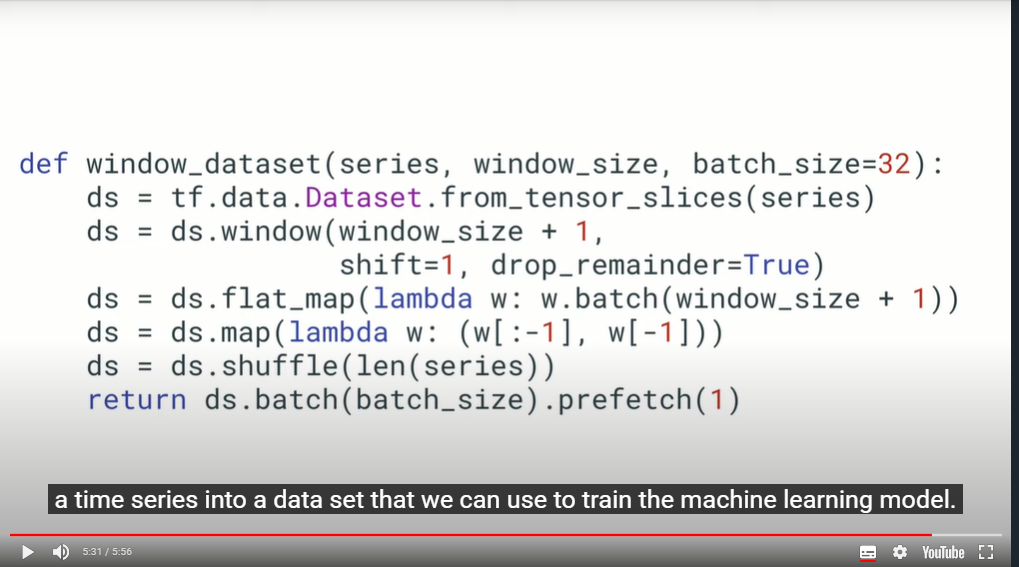 def window_dataset(series, window_size, batch_size=32):
    ds = tf.data.Dataset.from_tensor_slices(series)
    ds = ds.window(window_size + 1,
                   shift=1, drop_remainder=True)
    ds = ds.flat_map(lambda w: w.batch(window_size + 1))
    ds = ds.map(lambda w: (w[:-1], w[-1]))
    ds = ds.shuffle(len(series))
    return ds.batch(batch_size).prefetch(1)
a time series into a data set that we can use to train the machine learning model.
5:31 / 5:56 YouTube